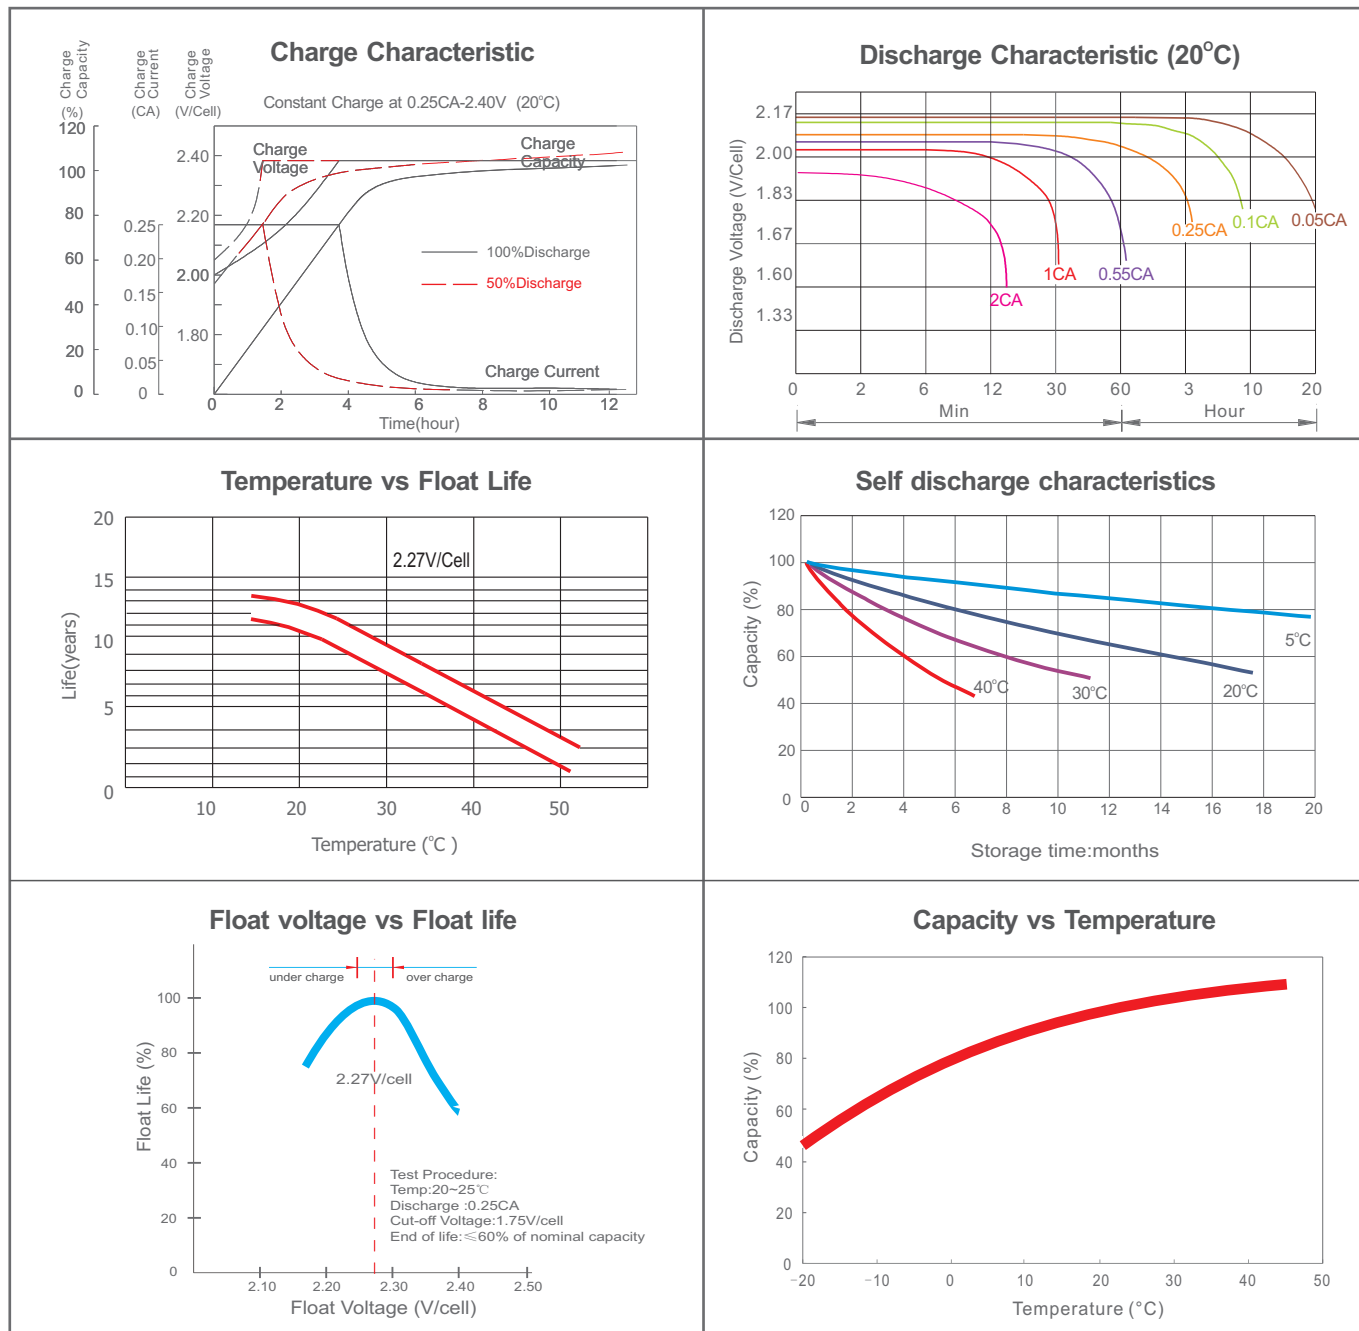 Charge Characteristic
Charge Capacity (%)
Charge Current (CA)
Charge Voltage (V/Cell)
Constant Charge at 0.25CA-2.40V (20°C)
120
100
80
60
40
20
0
0.25
0.20
0.15
0.10
0.05
0
2.40
2.20
2.00
1.80
Charge Voltage
Charge Capacity
100%Discharge
50%Discharge
Charge Current
0 2 4 6 8 10 12
Time(hour)
Discharge Characteristic (20°C)
Discharge Voltage (V/Cell)
2.17
2.00
1.83
1.67
1.60
1.33
2CA
1CA
0.55CA
0.25CA
0.1CA
0.05CA
0 2 6 12 30 60 3 10 20
Min Hour
Temperature vs Float Life
Life(years)
20
15
10
5
0
2.27V/Cell
10 20 30 40 50
Temperature (°C )
Self discharge characteristics
Capacity (%)
120
100
80
60
40
20
0
5°C
40°C
30°C
20°C
0 2 4 6 8 10 12 14 16 18 20
Storage time:months
Float voltage vs Float life
under charge
over charge
Float Life (%)
100
80
60
40
20
0
2.27V/cell
Test Procedure:
Temp:20~25℃
Discharge :0.25CA
Cut-off Voltage:1.75V/cell
End of life:≦60% of nominal capacity
2.10 2.20 2.30 2.40 2.50
Float Voltage (V/cell)
Capacity vs Temperature
Capacity (%)
120
100
80
60
40
20
0
-20 -10 0 10 20 30 40 50
Temperature (°C)